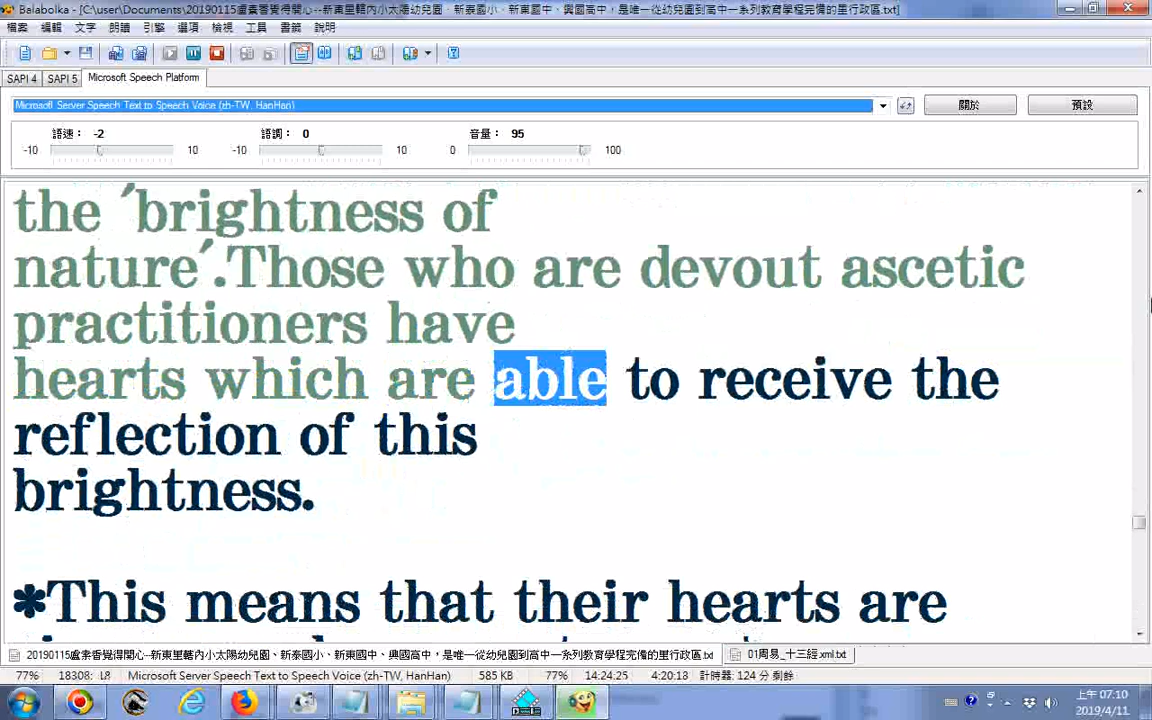 Balabolka - [C:\user\Documents\20190115盧素香覺得開心--新東里轄內小太陽幼兒園、新泰國小、新東國中、興國高中，是唯一從幼兒園到高中一系列教育學程完備的里行政區.txt]
檔案 編輯 文字 朗讀 引擎 選項 檢視 工具 書籤 說明
SAPI 4 SAPI 5 Microsoft Speech Platform
Microsoft Server Speech Text to Speech Voice (zh-TW, HanHan)
關於 預設
語速： -2 語調： 0 音量： 95
-10 10 -10 10 0 100
the ′brightness of
nature′.Those who are devout ascetic
practitioners have
hearts which are able to receive the
reflection of this
brightness.
*This means that their hearts are
20190115盧素香覺得開心--新東里轄內小太陽幼兒園、新泰國小、新東國中、興國高中，是唯一從幼兒園到高中一系列教育學程完備的里行政區.txt 01周易_十三經.xml.txt
77% 18308: 18 Microsoft Server Speech Text to Speech Voice (zh-TW, HanHan) 585 KB 77% 14:24:25 4:20:18 計時器: 124 分 剩餘
上午 07:10
2019/4/11